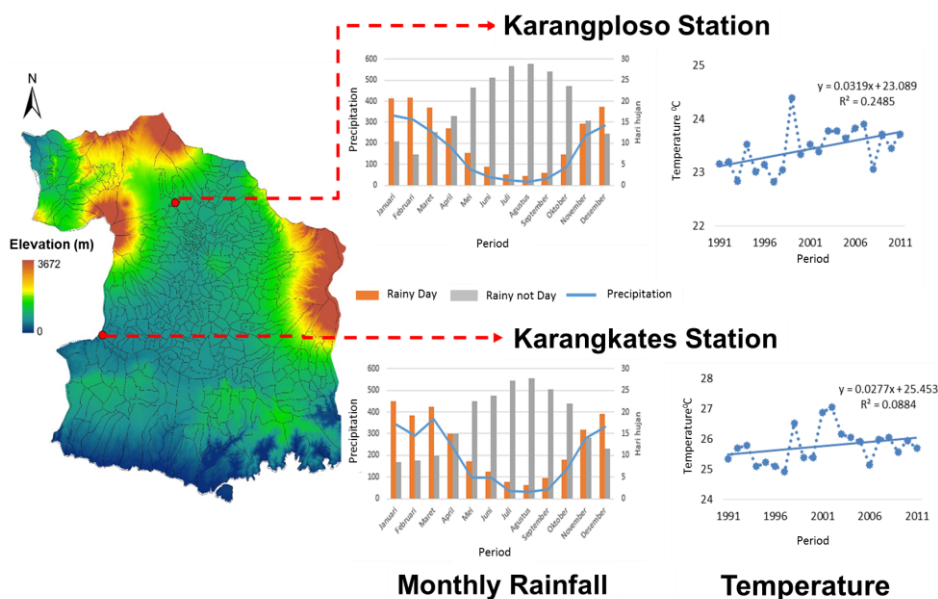 Karangploso Station
N
Elevation (m)
3672
0
Precipitation
600
500
400
300
200
100
0
30
25
20
15
10
5
0
Hari hujan
Januari
Februari
Maret
April
Mei
Juni
Juli
Agustus
September
Oktober
November
Desember
Period
Temperature ⁰C
25
24
23
22
y = 0.0319x + 23.089
R² = 0.2485
1991
1996
2001
2006
2011
Period
Rainy Day
Rainy not Day
Precipitation
Karangkates Station
Precipitation
600
500
400
300
200
100
0
30
25
20
15
10
5
0
Hari hujan
Januari
Februari
Maret
April
Mei
Juni
Juli
Agustus
September
Oktober
November
Desember
Period
Temperature⁰C
28
27
26
25
24
y = 0.0277x + 25.453
R² = 0.0884
1991
1996
2001
2006
2011
Period
Monthly Rainfall
Temperature